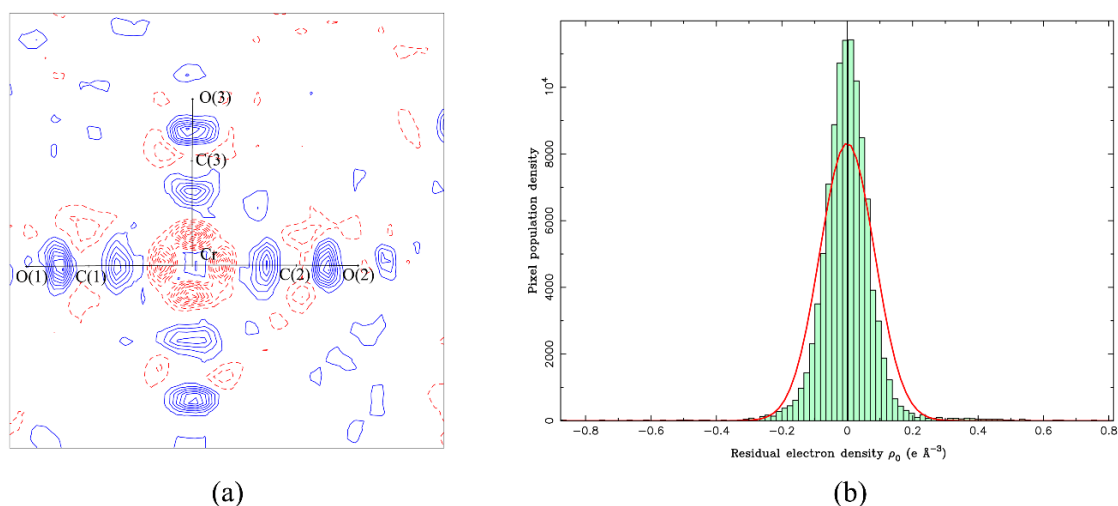 O(3)
C(3)
Cr
O(1)
C(1)
C(2)
O(2)
(a)
Pixel population density
10⁴
8000
6000
4000
2000
0
−0.8
−0.6
−0.4
−0.2
0
0.2
0.4
0.6
0.8
Residual electron density ρ₀ (e Å⁻³)
(b)